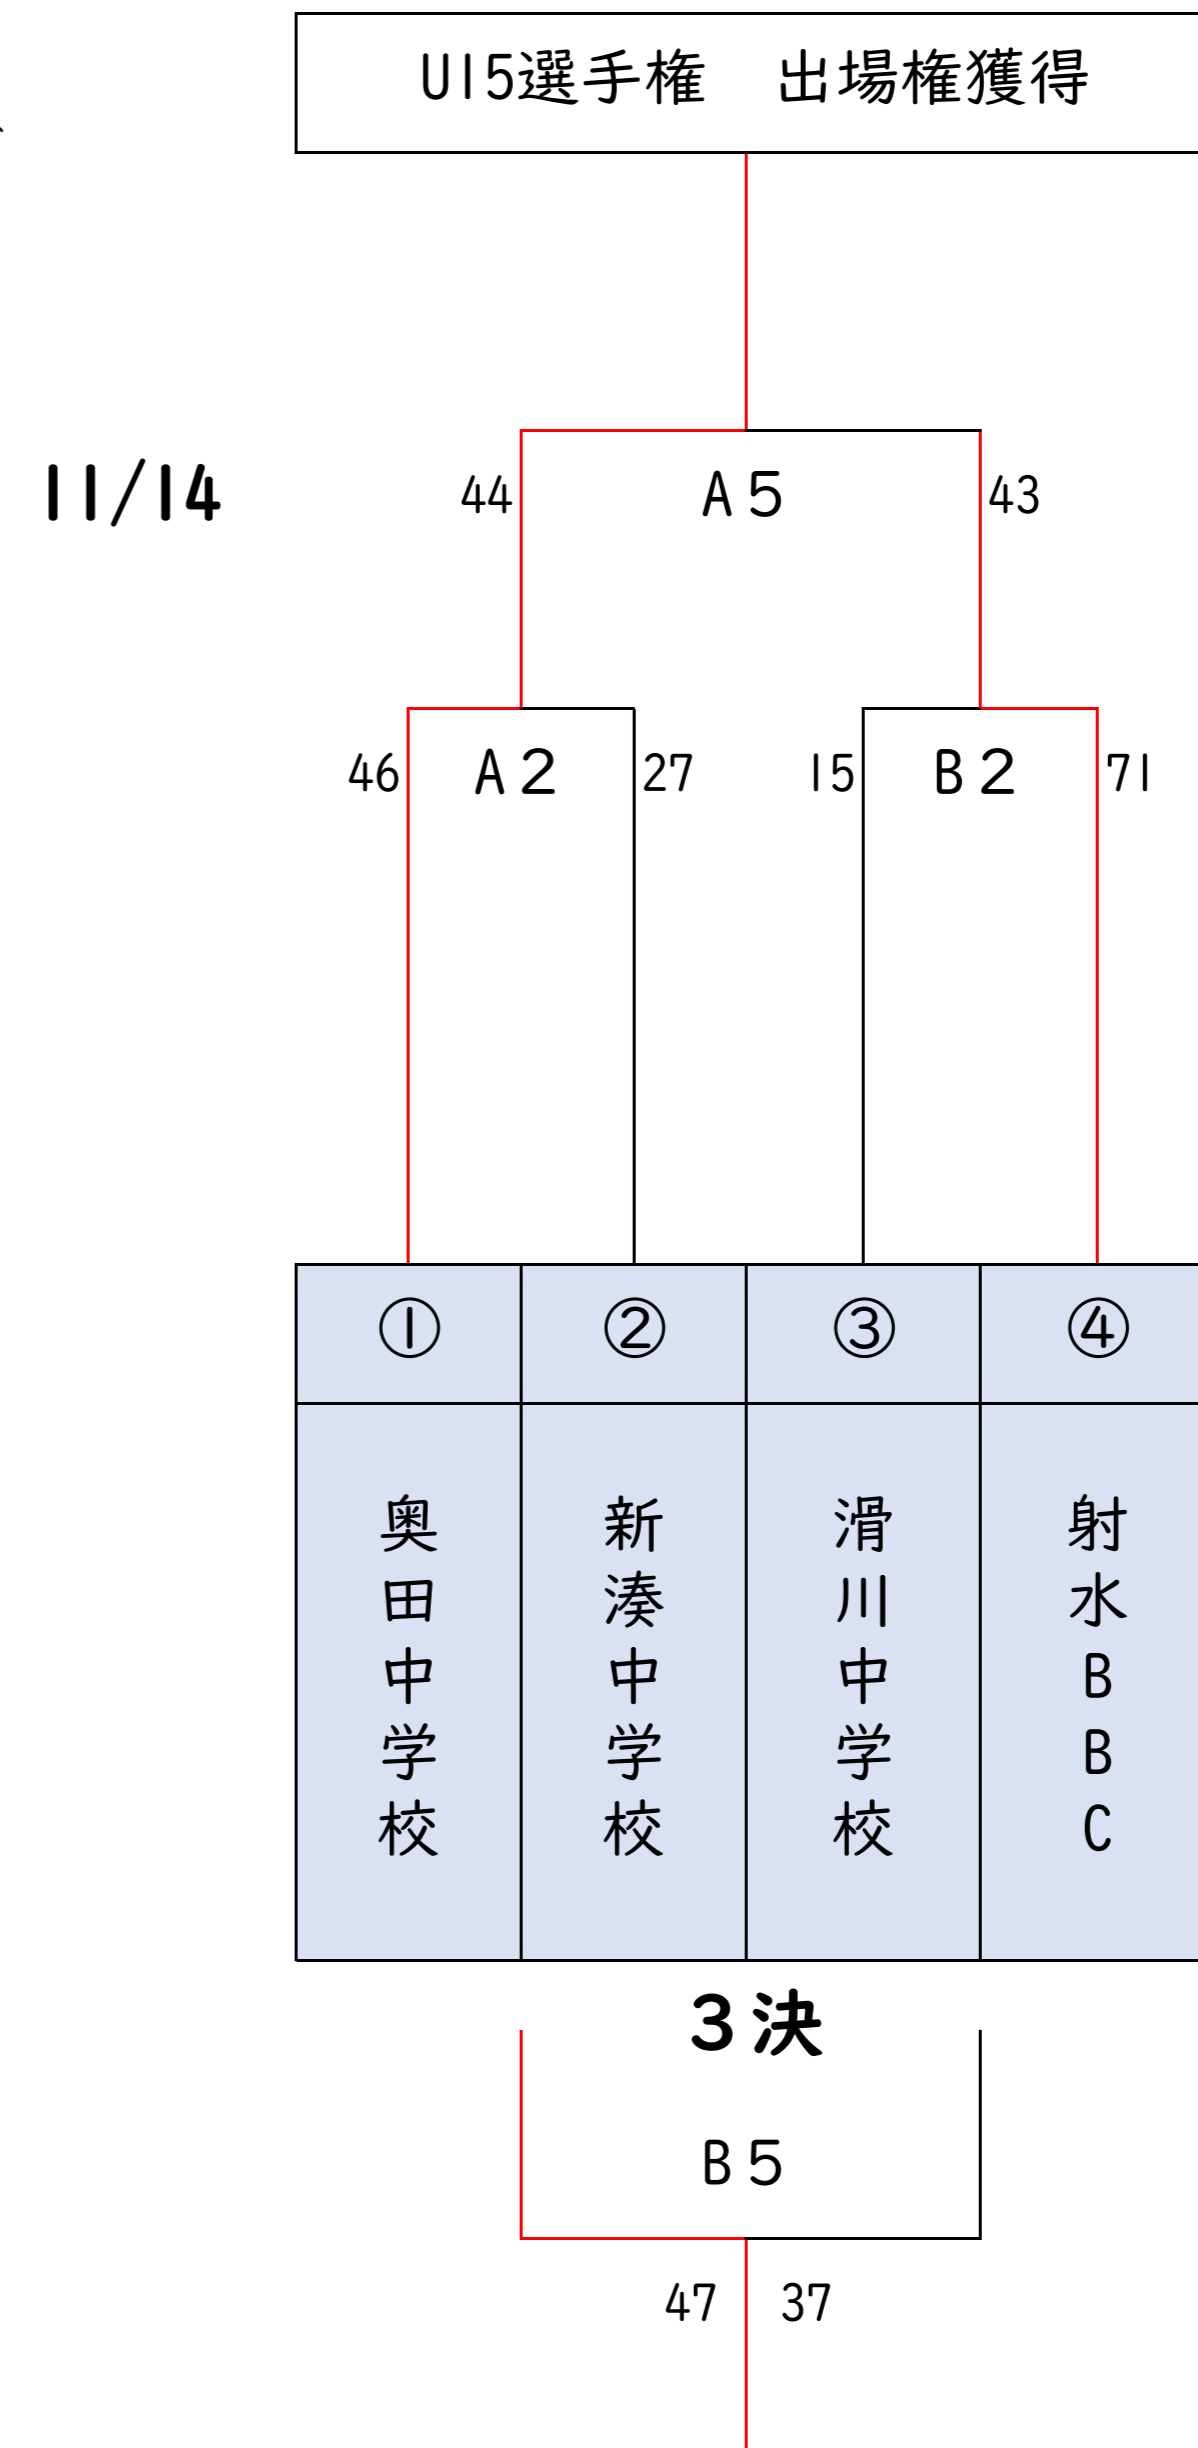 U15選手権　出場権獲得
11/14
44 A5 43
46 A2 27 15 B2 71
① ② ③ ④
奥田中学校
新湊中学校
滑川中学校
射水BBC
3決
B5
47 37